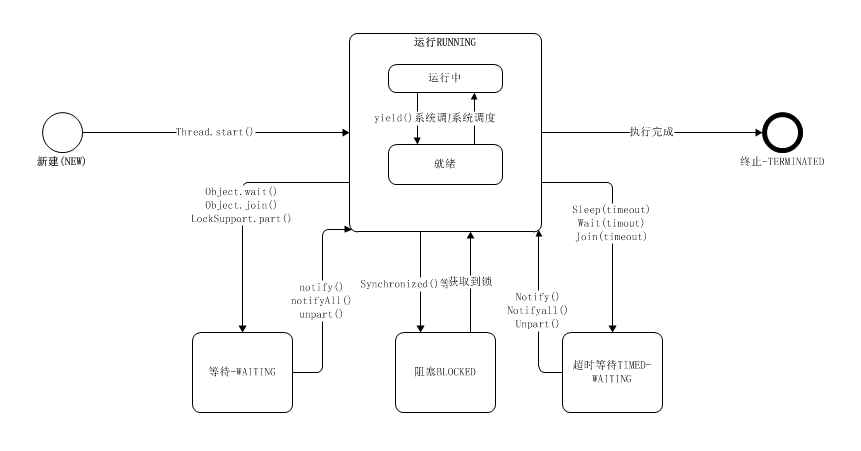 运行RUNNING
运行中
yield()系统调
系统调度
就绪
Thread.start()
新建(NEW)
执行完成
终止-TERMINATED
Object.wait()
Object.join()
LockSupport.part()
notify()
notifyAll()
unpart()
Synchronized()等
获取到锁
Sleep(timeout)
Wait(timout)
Join(timeout)
Notify()
Notifyall()
Unpart()
等待-WAITING
阻塞BLOCKED
超时等待TIMED-
WAITING